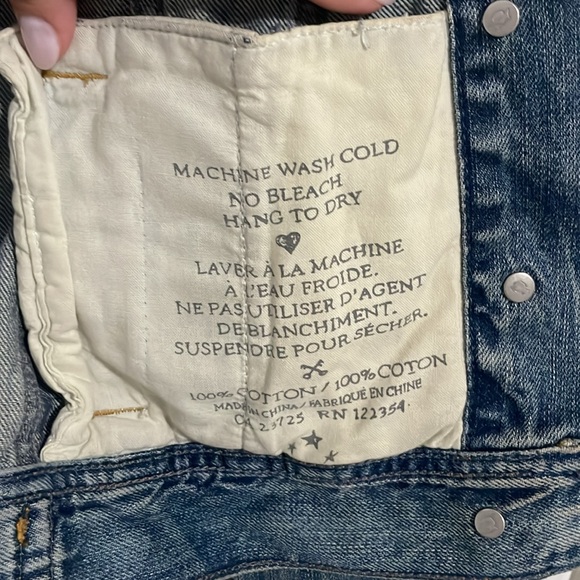 MACHINE WASH COLD
NO BLEACH
HANG TO DRY
LAVER À LA MACHINE
À L'EAU FROIDE.
NE PAS UTILISER D'AGENT
DE BLANCHIMENT.
SUSPENDRE POUR SÉCHER.
100% COTTON / 100% COTON
MADE IN CHINA / FABRIQUÉ EN CHINE
RN 122354